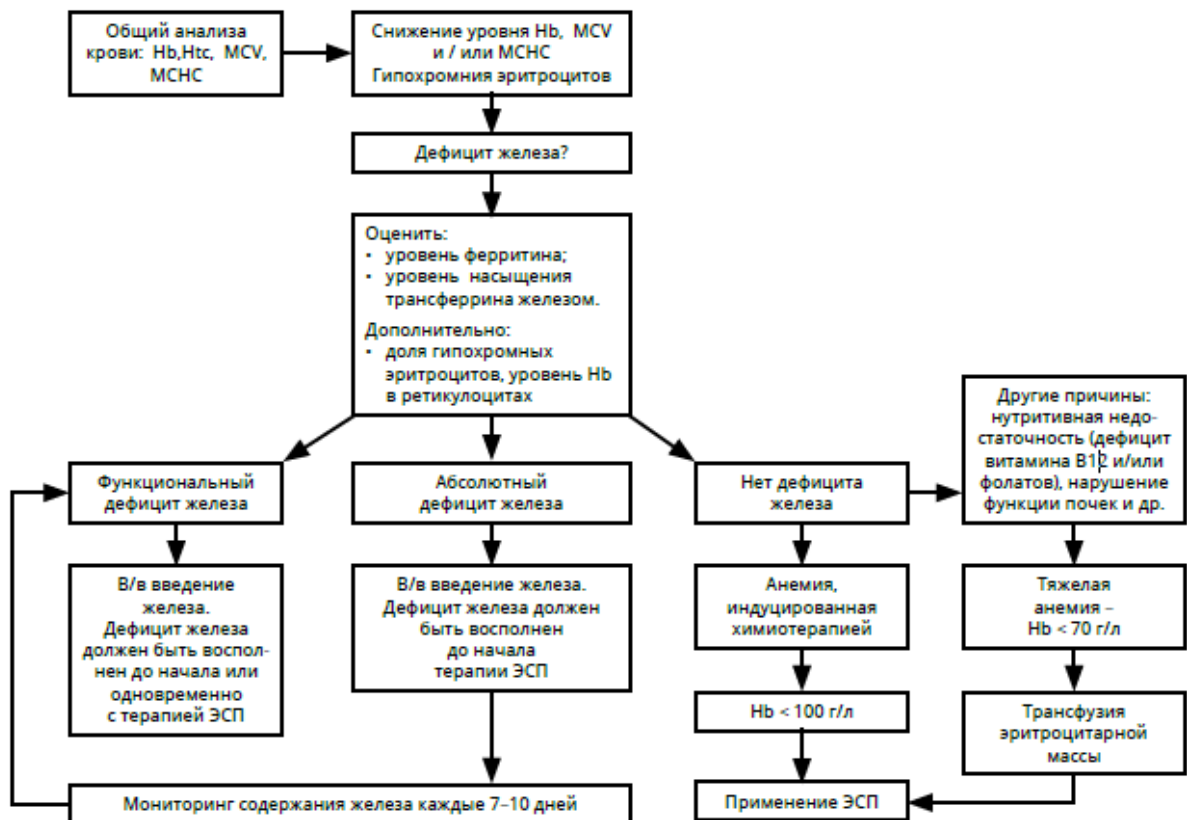 Общий анализа
крови: Hb,Htc, MCV,
MCHC
Снижение уровня Hb, MCV
и / или MCHC
Гипохромния эритроцитов
Дефицит железа?
Оценить:
• уровень ферритина;
• уровень насыщения
трансферрина железом.
Дополнительно:
• доля гипохромных
эритроцитов, уровень Hb
в ретикулоцитах
Функциональный
дефицит железа
Абсолютный
дефицит железа
Нет дефицита
железа
Другие причины:
нутритивная недо-
статочность (дефицит
витамина B12 и/или
фолатов), нарушение
функции почек и др.
В/в введение
железа.
Дефицит железа
должен быть воспол-
нен до начала или
одновременно
с терапией ЭСП
В/в введение железа.
Дефицит железа должен
быть восполнен
до начала
терапии ЭСП
Анемия,
индуцированная
химиотерапией
Тяжелая
анемия –
Hb < 70 г/л
Hb < 100 г/л
Трансфузия
эритроцитарной
массы
Мониторинг содержания железа каждые 7–10 дней
Применение ЭСП